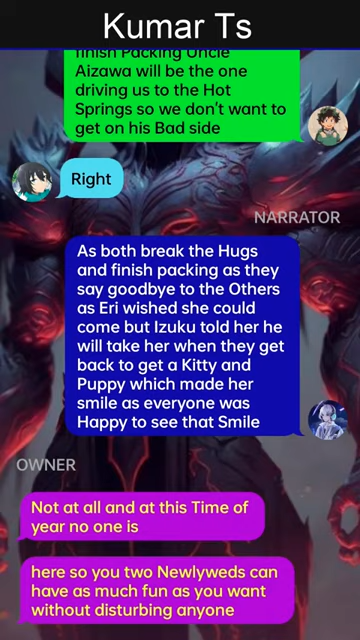 Kumar Ts
finish Packing Uncle
Aizawa will be the one
driving us to the Hot
Springs so we don't want to
get on his Bad side
Right
NARRATOR
As both break the Hugs
and finish packing as they
say goodbye to the Others
as Eri wished she could
come but Izuku told her he
will take her when they get
back to get a Kitty and
Puppy which made her
smile as everyone was
Happy to see that Smile
OWNER
Not at all and at this Time of
year no one is
here so you two Newlyweds can
have as much fun as you want
without disturbing anyone